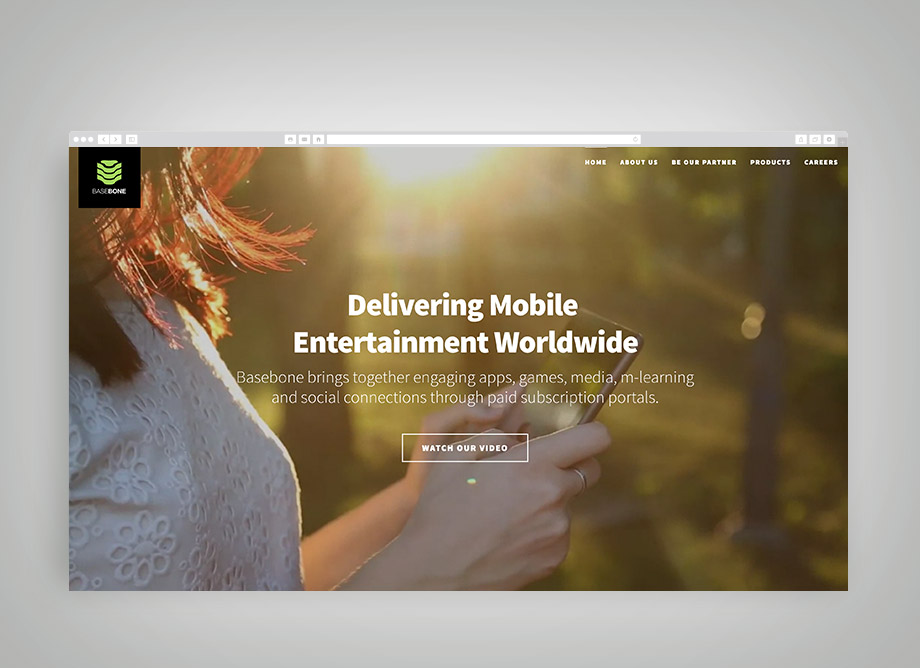 BASEBONE
HOME ABOUT US BE OUR PARTNER PRODUCTS CAREERS
Delivering Mobile
Entertainment Worldwide
Basebone brings together engaging apps, games, media, m-learning
and social connections through paid subscription portals.
WATCH OUR VIDEO